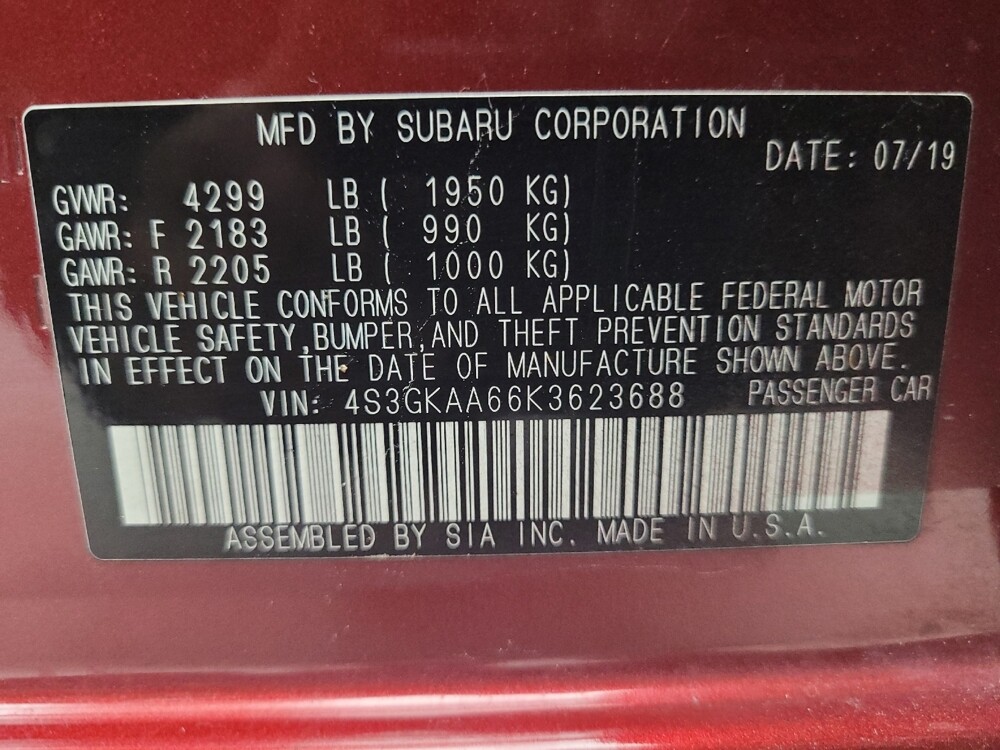 MFD BY SUBARU CORPORATION
DATE: 07/19
GVWR: 4299 LB ( 1950 KG)
GAWR: F 2183 LB ( 990 KG)
GAWR: R 2205 LB ( 1000 KG)
THIS VEHICLE CONFORMS TO ALL APPLICABLE FEDERAL MOTOR
VEHICLE SAFETY,BUMPER,AND THEFT PREVENTION STANDARDS
IN EFFECT ON THE DATE OF MANUFACTURE SHOWN ABOVE.
VIN: 4S3GKAA66K3623688 PASSENGER CAR
ASSEMBLED BY SIA INC. MADE IN U.S.A.